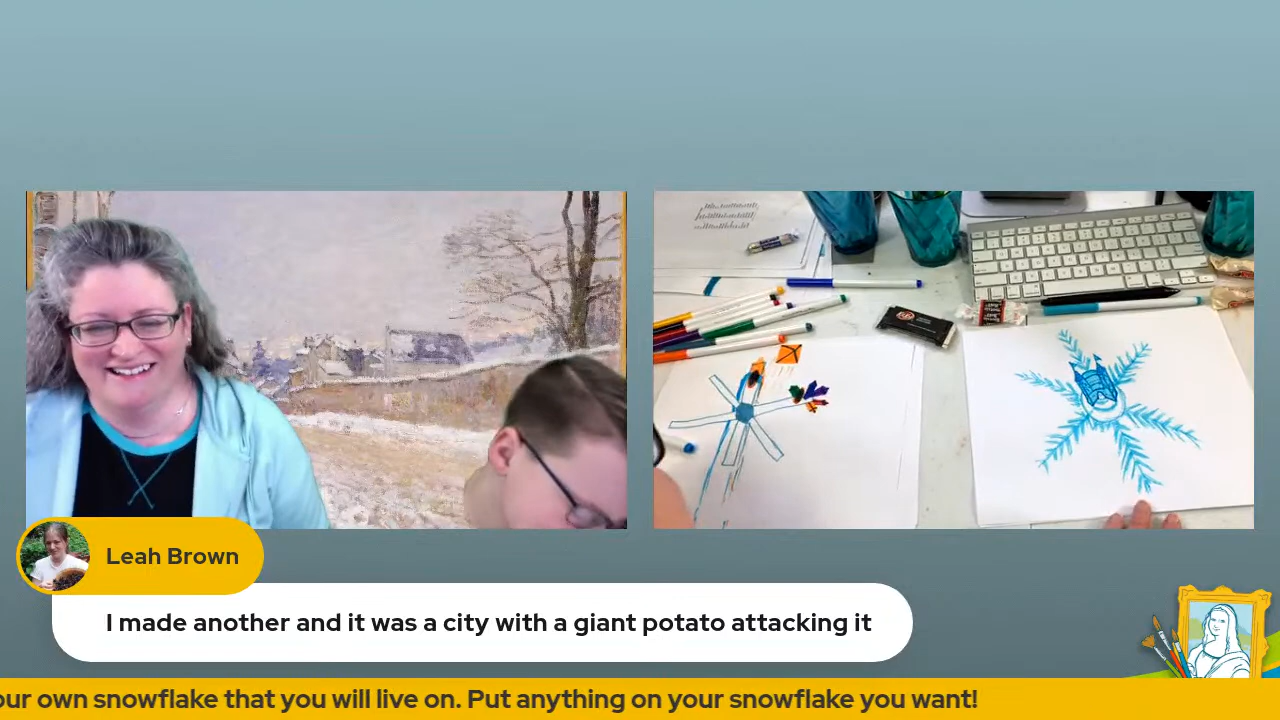 Leah Brown
I made another and it was a city with a giant potato attacking it
our own snowflake that you will live on. Put anything on your snowflake you want!